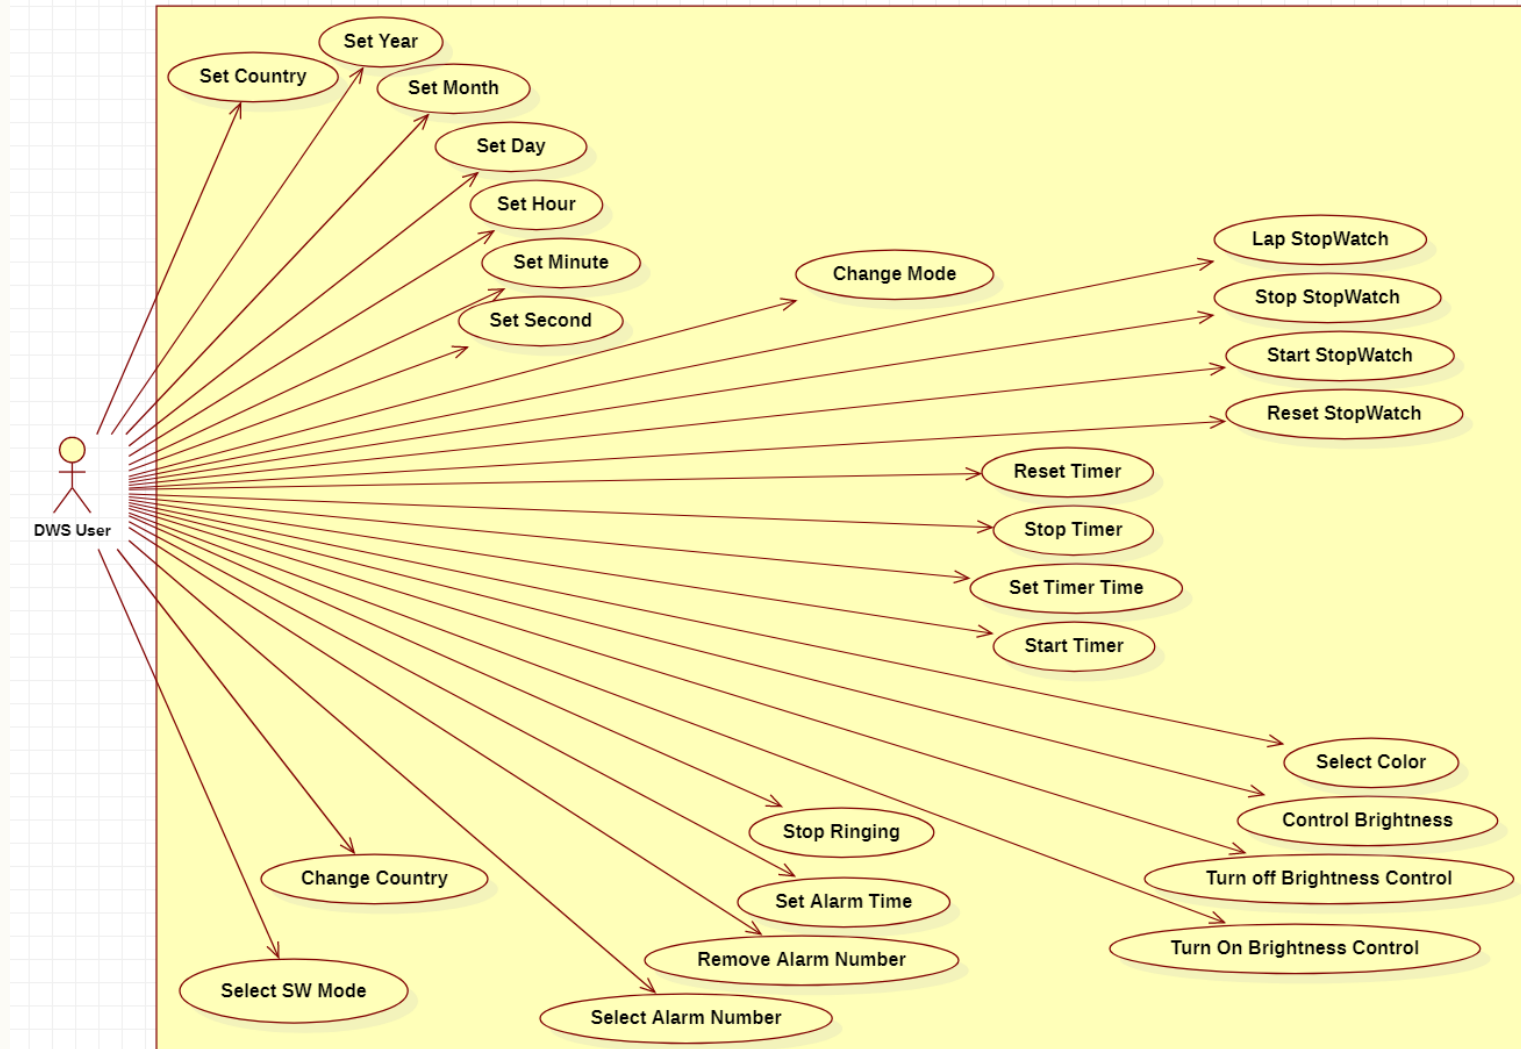 Set Year
Set Country
Set Month
Set Day
Set Hour
Set Minute
Set Second
Change Mode
Lap StopWatch
Stop StopWatch
Start StopWatch
Reset StopWatch
Reset Timer
Stop Timer
DWS User
Set Timer Time
Start Timer
Select Color
Control Brightness
Stop Ringing
Change Country
Turn off Brightness Control
Set Alarm Time
Turn On Brightness Control
Remove Alarm Number
Select SW Mode
Select Alarm Number